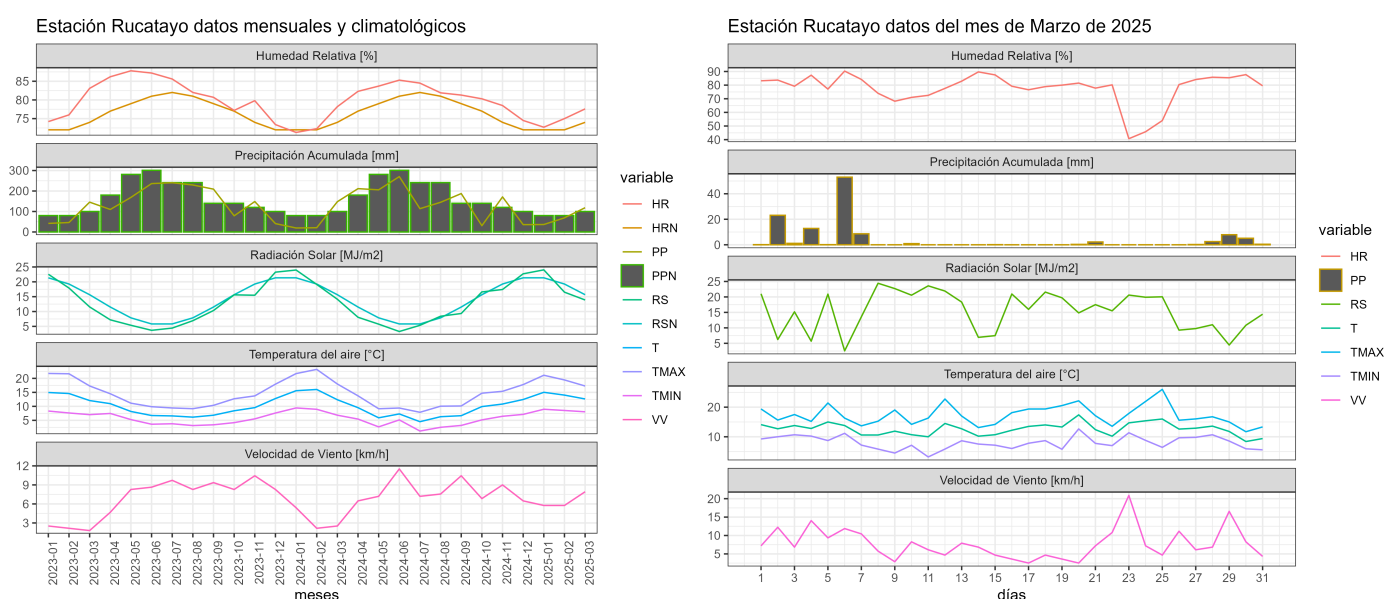 Estación Rucatayo datos mensuales y climatológicos
Humedad Relativa [%]
85
80
75
Precipitación Acumulada [mm]
300
200
100
0
Radiación Solar [MJ/m2]
25
20
15
10
5
Temperatura del aire [°C]
20
15
10
5
Velocidad de Viento [km/h]
12
9
6
3
2023-01
2023-02
2023-03
2023-04
2023-05
2023-06
2023-07
2023-08
2023-09
2023-10
2023-11
2023-12
2024-01
2024-02
2024-03
2024-04
2024-05
2024-06
2024-07
2024-08
2024-09
2024-10
2024-11
2024-12
2025-01
2025-02
2025-03
meses
variable
HR
HRN
PP
PPN
RS
RSN
T
TMAX
TMIN
VV
Estación Rucatayo datos del mes de Marzo de 2025
Humedad Relativa [%]
90
80
70
60
50
40
Precipitación Acumulada [mm]
40
20
0
Radiación Solar [MJ/m2]
25
20
15
10
5
Temperatura del aire [°C]
20
10
Velocidad de Viento [km/h]
20
15
10
5
1 3 5 7 9 11 13 15 17 19 21 23 25 27 29 31
días
variable
HR
PP
RS
T
TMAX
TMIN
VV